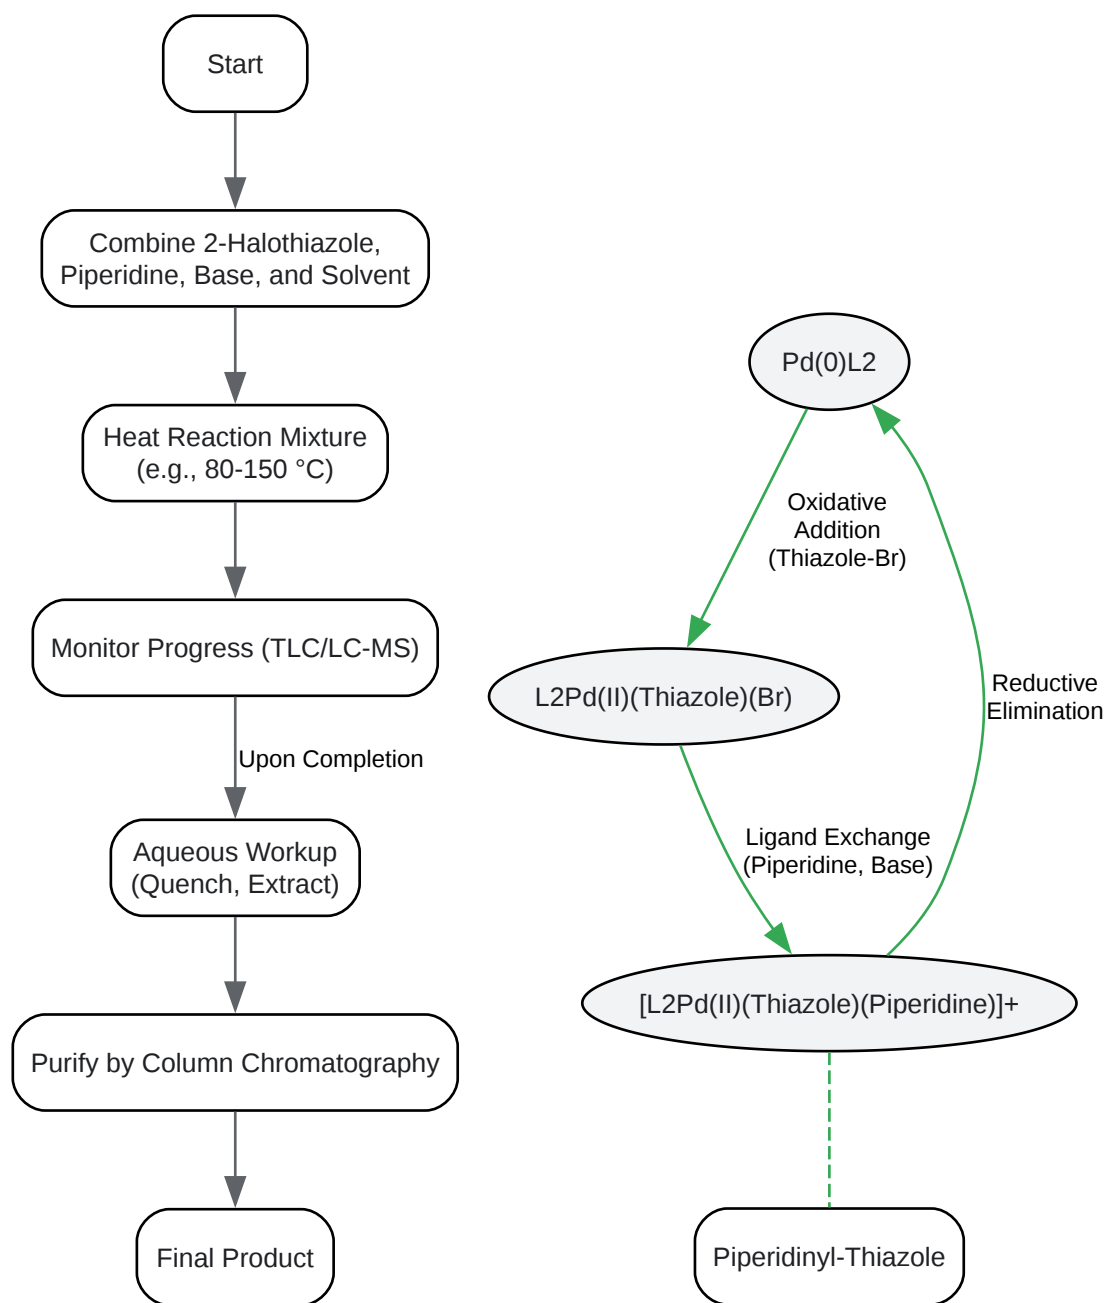 Start
Combine 2-Halothiazole,
Piperidine, Base, and Solvent
Heat Reaction Mixture
(e.g., 80-150 °C)
Monitor Progress (TLC/LC-MS)
Upon Completion
Aqueous Workup
(Quench, Extract)
Purify by Column Chromatography
Final Product
Pd(0)L2
Oxidative
Addition
(Thiazole-Br)
L2Pd(II)(Thiazole)(Br)
Reductive
Elimination
Ligand Exchange
(Piperidine, Base)
[L2Pd(II)(Thiazole)(Piperidine)]+
Piperidinyl-Thiazole